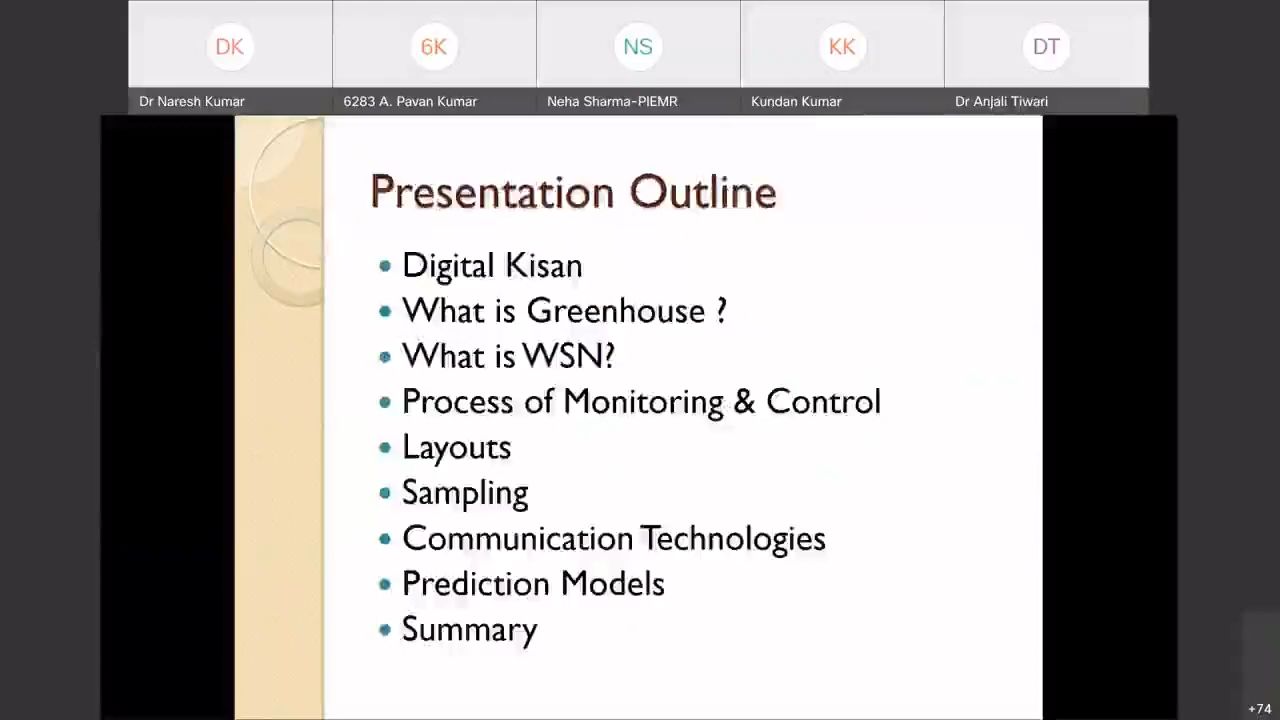 DK
6K
NS
KK
DT
Dr Naresh Kumar
6283 A. Pavan Kumar
Neha Sharma-PIEMR
Kundan Kumar
Dr Anjali Tiwari
Presentation Outline
Digital Kisan
What is Greenhouse ?
What is WSN?
Process of Monitoring & Control
Layouts
Sampling
Communication Technologies
Prediction Models
Summary
+74